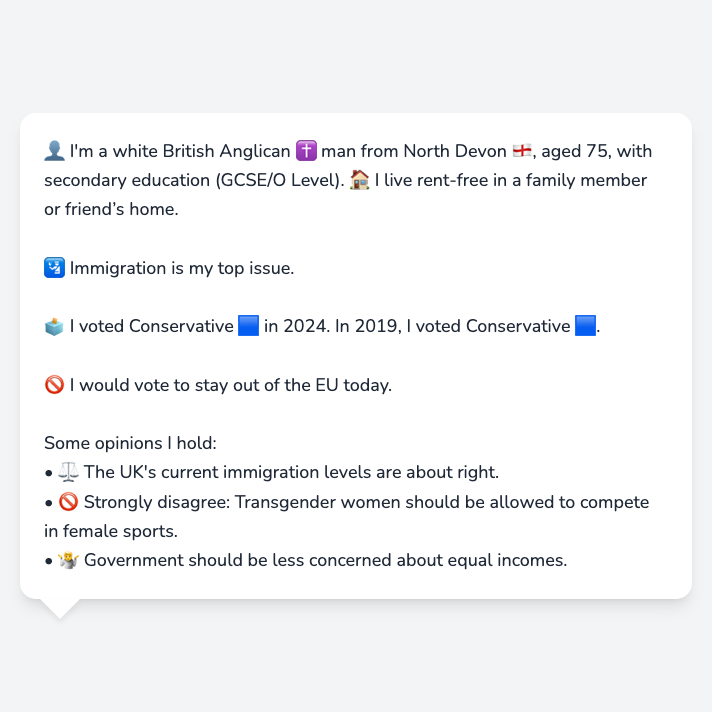 👤 I'm a white British Anglican ✝️ man from North Devon 🏴󠁧󠁢󠁥󠁮󠁧󠁿, aged 75, with
secondary education (GCSE/O Level). 🏠 I live rent-free in a family member
or friend’s home.
🛂 Immigration is my top issue.
🗳️ I voted Conservative 🟦 in 2024. In 2019, I voted Conservative 🟦.
🚫 I would vote to stay out of the EU today.
Some opinions I hold:
• ⚖️ The UK's current immigration levels are about right.
• 🚫 Strongly disagree: Transgender women should be allowed to compete
in female sports.
• 🤷 Government should be less concerned about equal incomes.